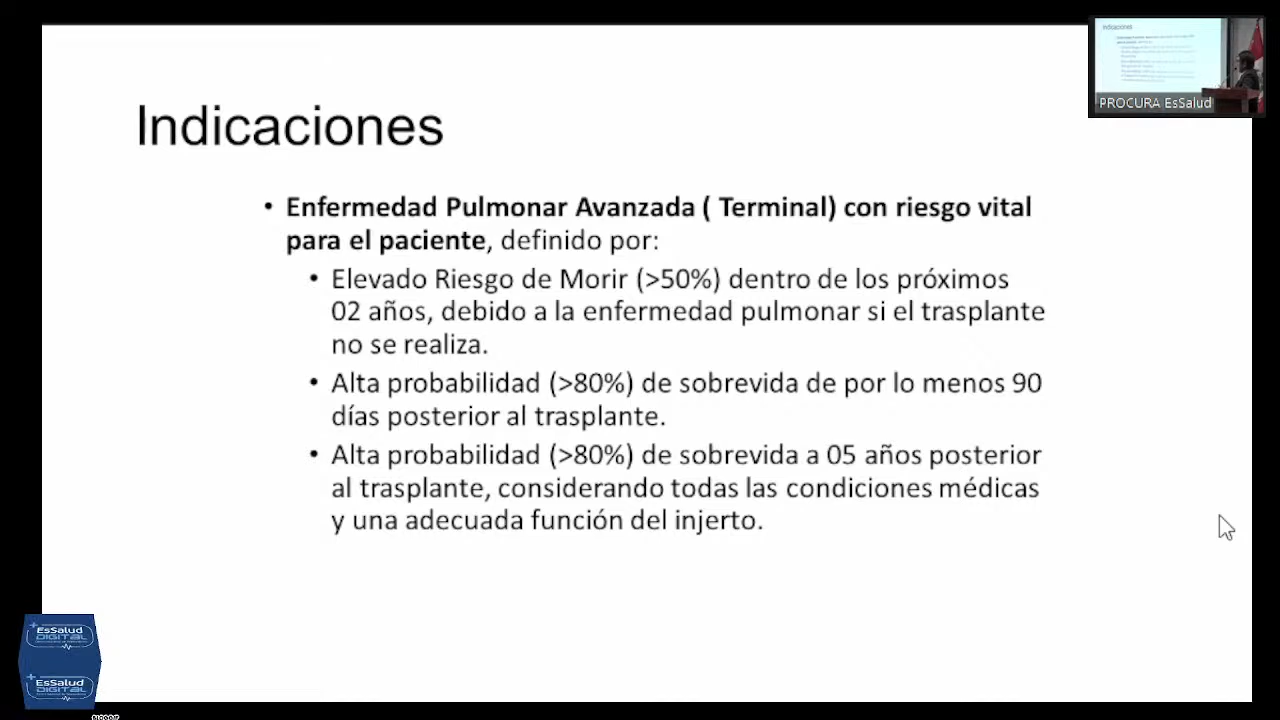 Indicaciones
• Enfermedad Pulmonar Avanzada ( Terminal) con riesgo vital
para el paciente, definido por:
• Elevado Riesgo de Morir (>50%) dentro de los próximos
02 años, debido a la enfermedad pulmonar si el trasplante
no se realiza.
• Alta probabilidad (>80%) de sobrevida de por lo menos 90
días posterior al trasplante.
• Alta probabilidad (>80%) de sobrevida a 05 años posterior
al trasplante, considerando todas las condiciones médicas
y una adecuada función del injerto.
Indicaciones
PROCURA EsSalud
EsSalud
DIGITAL
EsSalud
DIGITAL